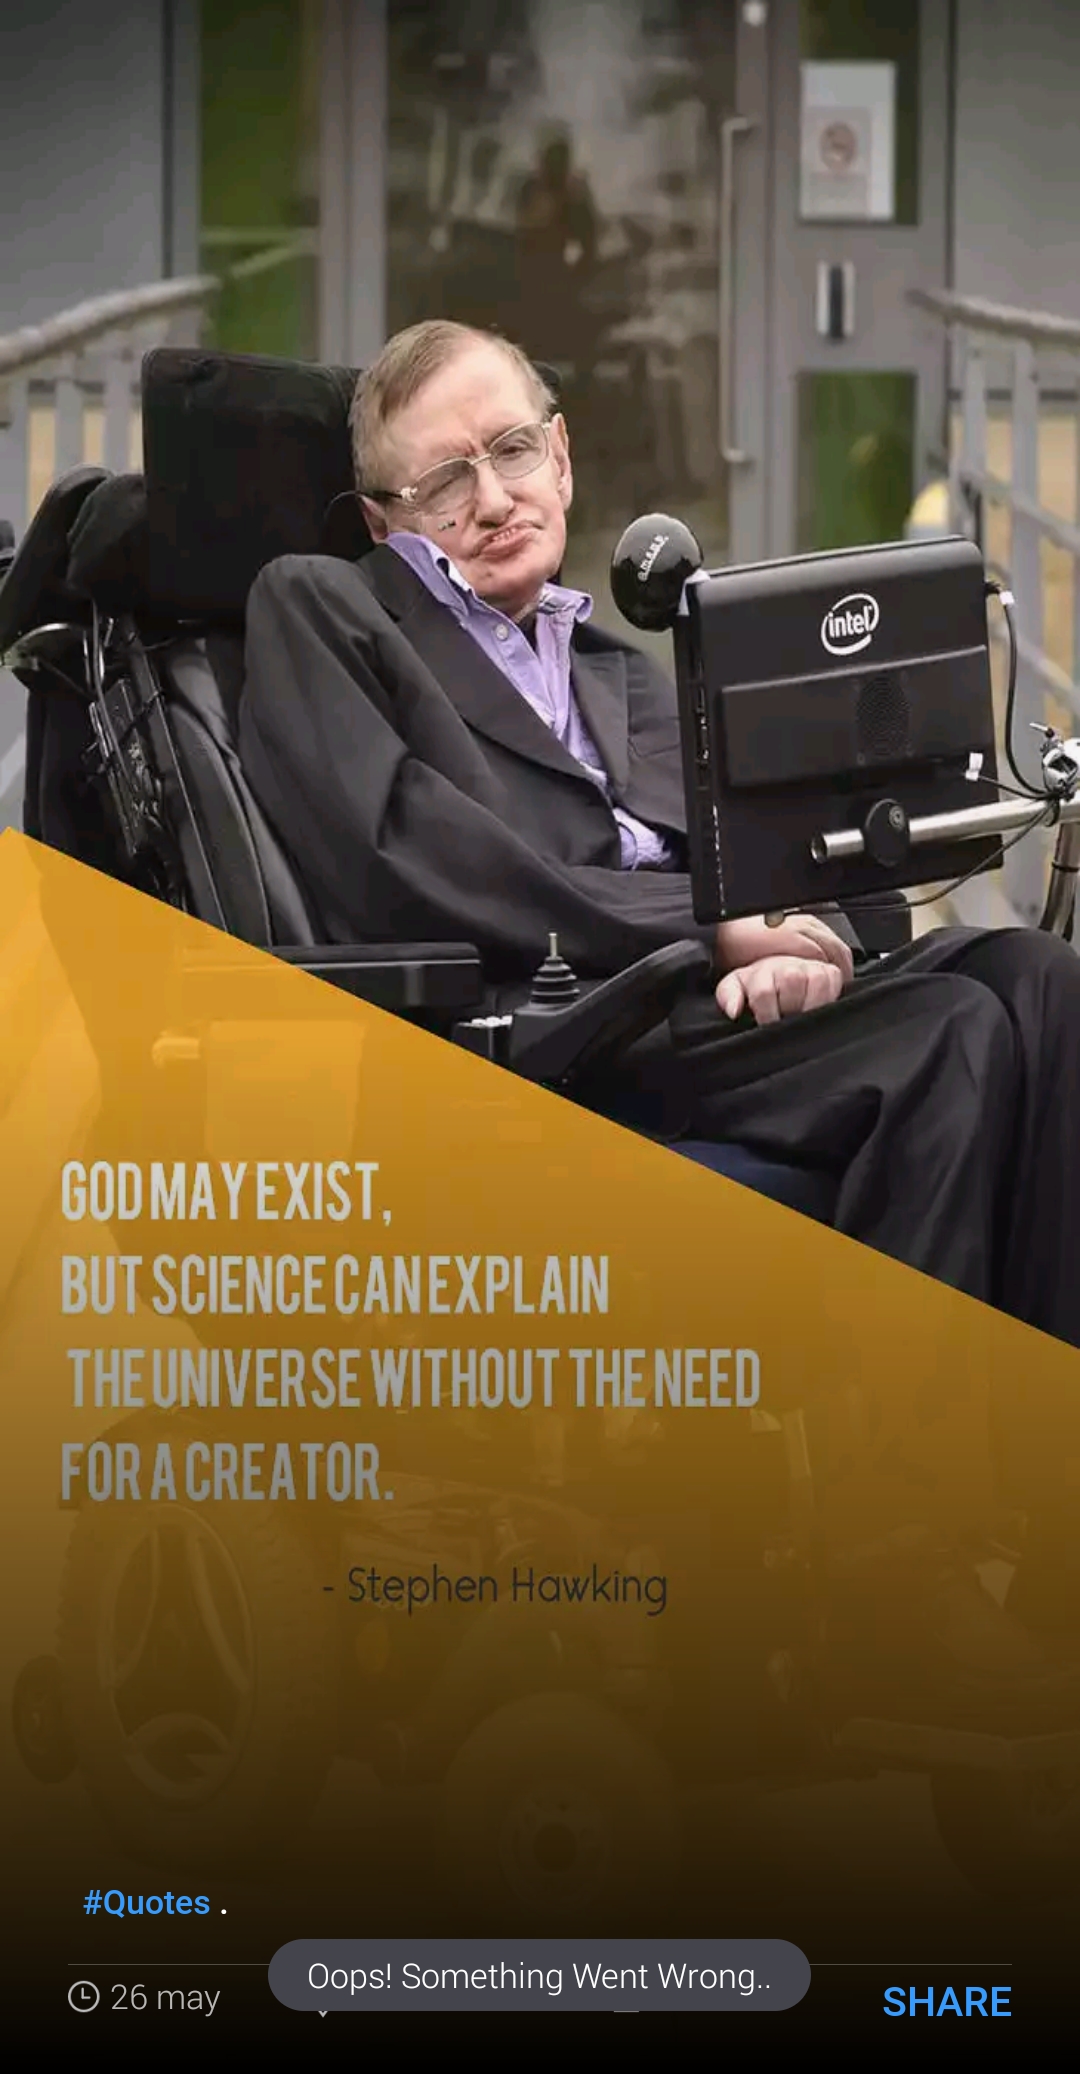 intel
GOD MAY EXIST,
BUT SCIENCE CAN EXPLAIN
THE UNIVERSE WITHOUT THE NEED
FOR A CREATOR.
- Stephen Hawking
#Quotes .
26 may
Oops! Something Went Wrong..
SHARE